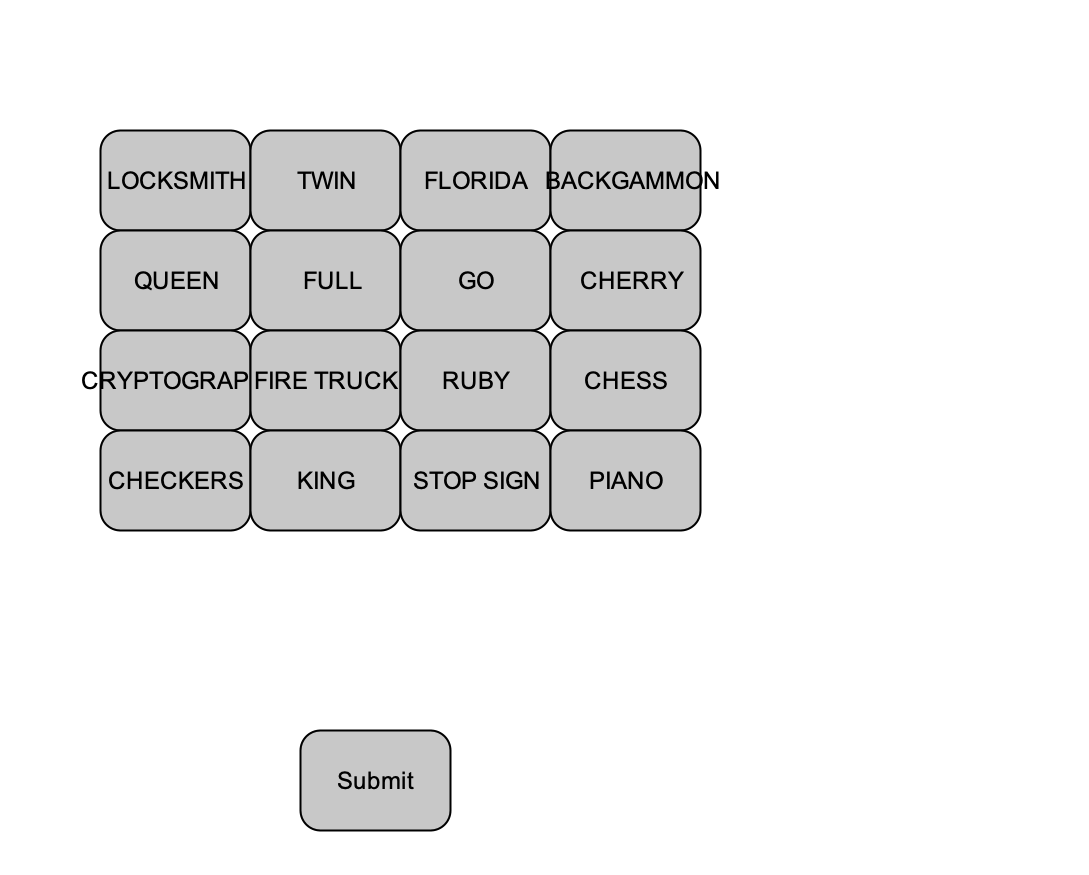 LOCKSMITH TWIN FLORIDA BACKGAMMON
QUEEN FULL GO CHERRY
CRYPTOGRAP FIRE TRUCK RUBY CHESS
CHECKERS KING STOP SIGN PIANO
Submit